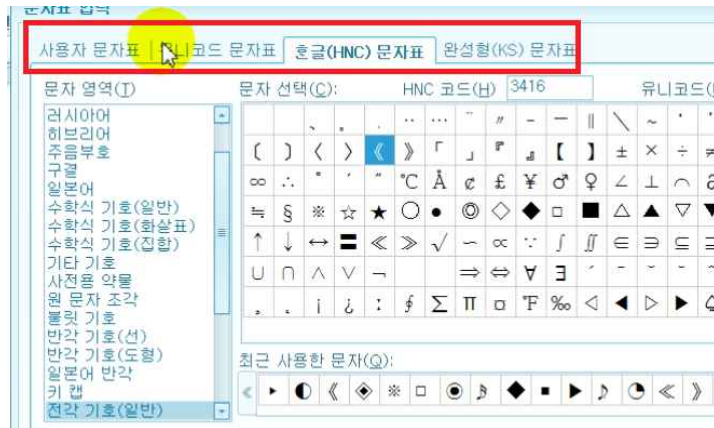 문자표 입력
사용자 문자표 유니코드 문자표 흔글(HNC) 문자표 완성형(KS) 문자표
문자 영역(T) 문자 선택(C): HNC 코드(H) 3416 유니코드(
러시아어
히브리어
주음부호
구결
일본어
수학식 기호(일반)
수학식 기호(화살표)
수학식 기호(집합)
기타 기호
사전용 약물
원 문자 조각
불릿 기호
반각 기호(선)
반각 기호(도형)
일본어 반각
키 캡
전각 기호(일반)
、 。 · ‥ … ¨ 〃 - ― ∥ \ ∼ ‘ ’
〔 〕 〈 〉 《 》 「 」 『 』 【 】 ± × ÷ ≠
∞ ∴ ° ′ ″ ℃ Å ¢ £ ¥ ♂ ♀ ∠ ⊥ ⌒ ∂
≒ § ※ ☆ ★ ○ ● ◎ ◇ ◆ □ ■ △ ▲ ▽ ▼
↑ ↓ ↔ 〓 ≪ ≫ √ ∽ ∝ ∵ ∫ ∬ ∈ ∋ ⊆ ⊇
∪ ∩ ∧ ∨ ¬ ⇒ ⇔ ∀ ∃
¡ ¿ ː ∮ ∑ ∏ ¤ ℉ ‰ ◁ ◀ ▷ ▶ ♤
최근 사용한 문자(Q):
▸ ◐ 《 ◈ ※ □ ◉ ◆ ▪ ▶ ♪ ◔ ≪ 》